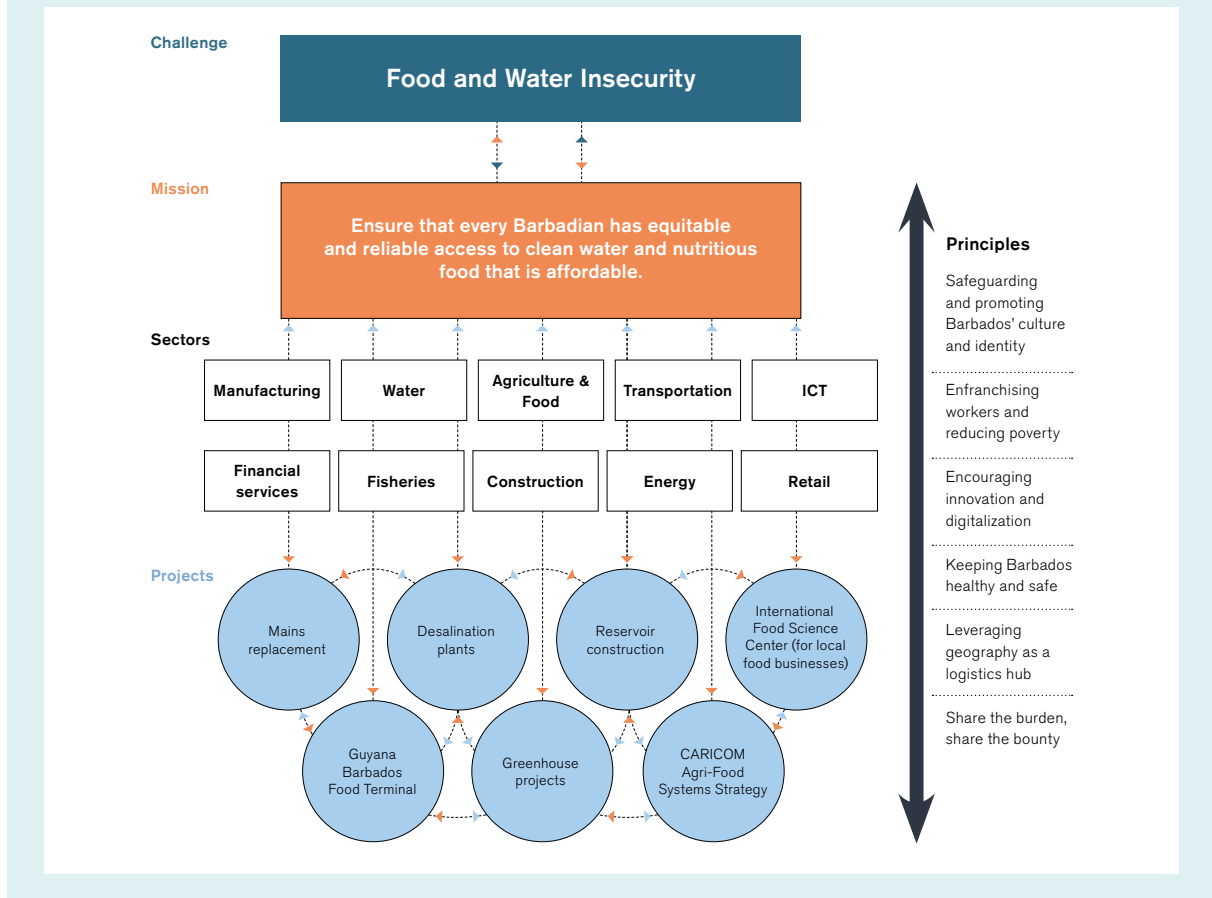 Challenge
Food and Water Insecurity
Mission
Ensure that every Barbadian has equitable
and reliable access to clean water and nutritious
food that is affordable.
Sectors
Manufacturing
Water
Agriculture &
Food
Transportation
ICT
Financial
services
Fisheries
Construction
Energy
Retail
Projects
Mains
replacement
Desalination
plants
Reservoir
construction
International
Food Science
Center (for local
food businesses)
Guyana
Barbados
Food Terminal
Greenhouse
projects
CARICOM
Agri-Food
Systems Strategy
Principles
Safeguarding
and promoting
Barbados’ culture
and identity
Enfranchising
workers and
reducing poverty
Encouraging
innovation and
digitalization
Keeping Barbados
healthy and safe
Leveraging
geography as a
logistics hub
Share the burden,
share the bounty